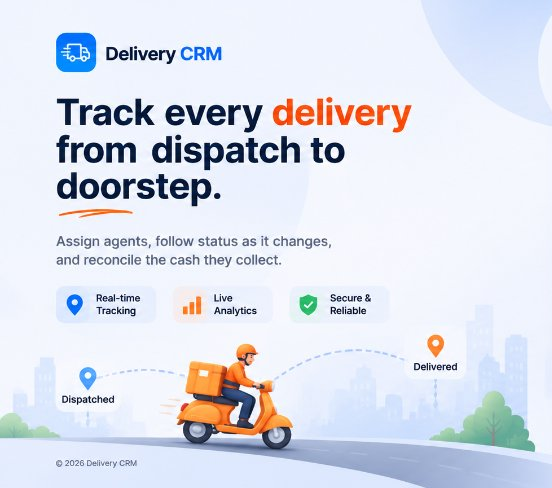 Delivery CRM
Track every delivery
from dispatch to
doorstep.
Assign agents, follow status as it changes,
and reconcile the cash they collect.
Real-time
Tracking
Live
Analytics
Secure &
Reliable
Delivered
Dispatched
© 2026 Delivery CRM